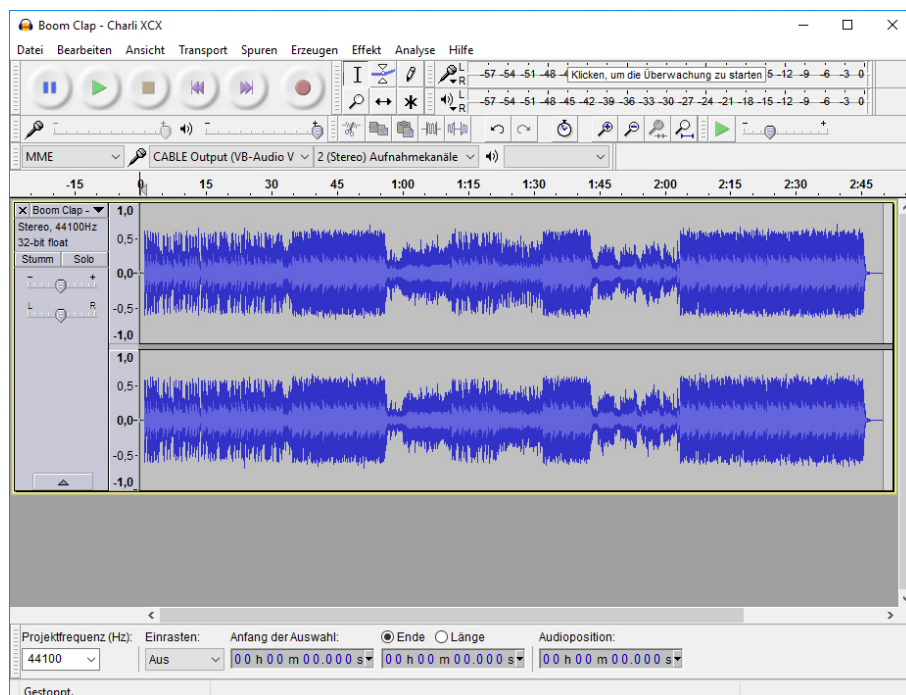 Boom Clap - Charli XCX
Datei Bearbeiten Ansicht Transport Spuren Erzeugen Effekt Analyse Hilfe
L
R
-57 -54 -51 -48 -4 Klicken, um die Überwachung zu starten 5 -12 -9 -6 -3 0
L
R
-57 -54 -51 -48 -45 -42 -39 -36 -33 -30 -27 -24 -21 -18 -15 -12 -9 -6 -3 0
- +
MME CABLE Output (VB-Audio V 2 (Stereo) Aufnahmekanäle
-15 0 15 30 45 1:00 1:15 1:30 1:45 2:00 2:15 2:30 2:45
X Boom Clap - 1,0
Stereo, 44100Hz
32-bit float 0,5-
Stumm Solo
- + 0,0-
L R -0,5-
-1,0
1,0
0,5-
0,0-
-0,5-
-1,0
Projektfrequenz (Hz): Einrasten: Anfang der Auswahl: Ende Länge Audioposition:
44100 Aus 00 h 00 m 00.000 s 00 h 00 m 00.000 s 00 h 00 m 00.000 s
Gestoppt.